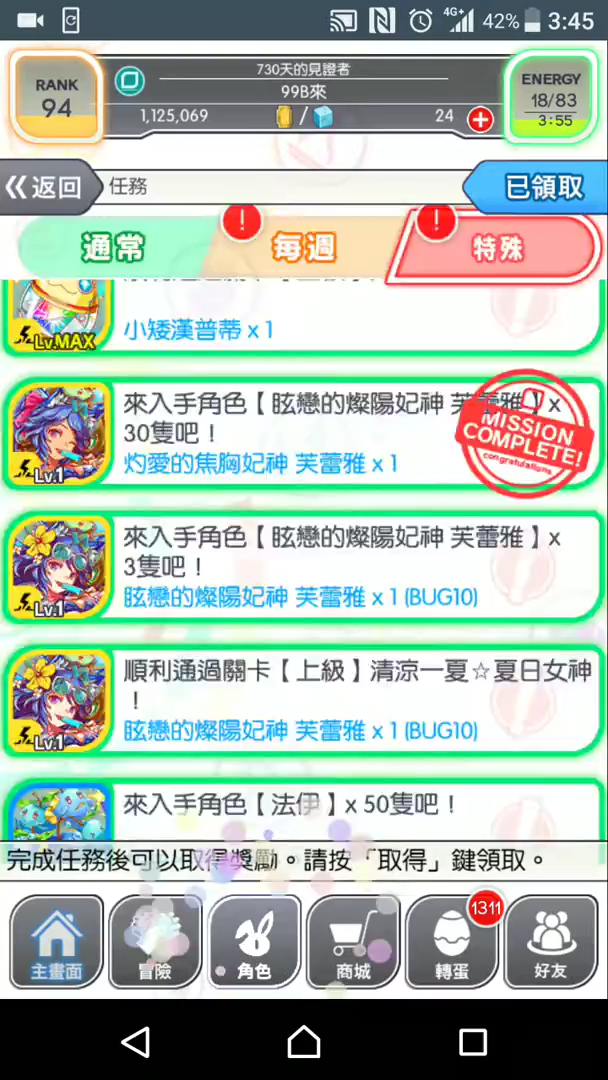 4G+ 42% 3:45
RANK
94
730天的見證者
99B來
1,125,069 / 24
ENERGY
18/83
3:55
返回
任務
已領取
通常
!
每週
!
特殊
Lv.MAX
小矮漢普蒂 x 1
來入手角色【眩戀的燦陽妃神 芙蕾雅】x
30隻吧！
灼愛的焦胸妃神 芙蕾雅 x 1
Lv.1
MISSION
COMPLETE!
congratulations
來入手角色【眩戀的燦陽妃神 芙蕾雅】x
3隻吧！
眩戀的燦陽妃神 芙蕾雅 x 1 (BUG10)
Lv.1
順利通過關卡【上級】清涼一夏☆夏日女神
！
眩戀的燦陽妃神 芙蕾雅 x 1 (BUG10)
Lv.1
來入手角色【法伊】x 50隻吧！
完成任務後可以取得獎勵。請按「取得」鍵領取。
1311
主畫面
冒險
角色
商城
轉蛋
好友